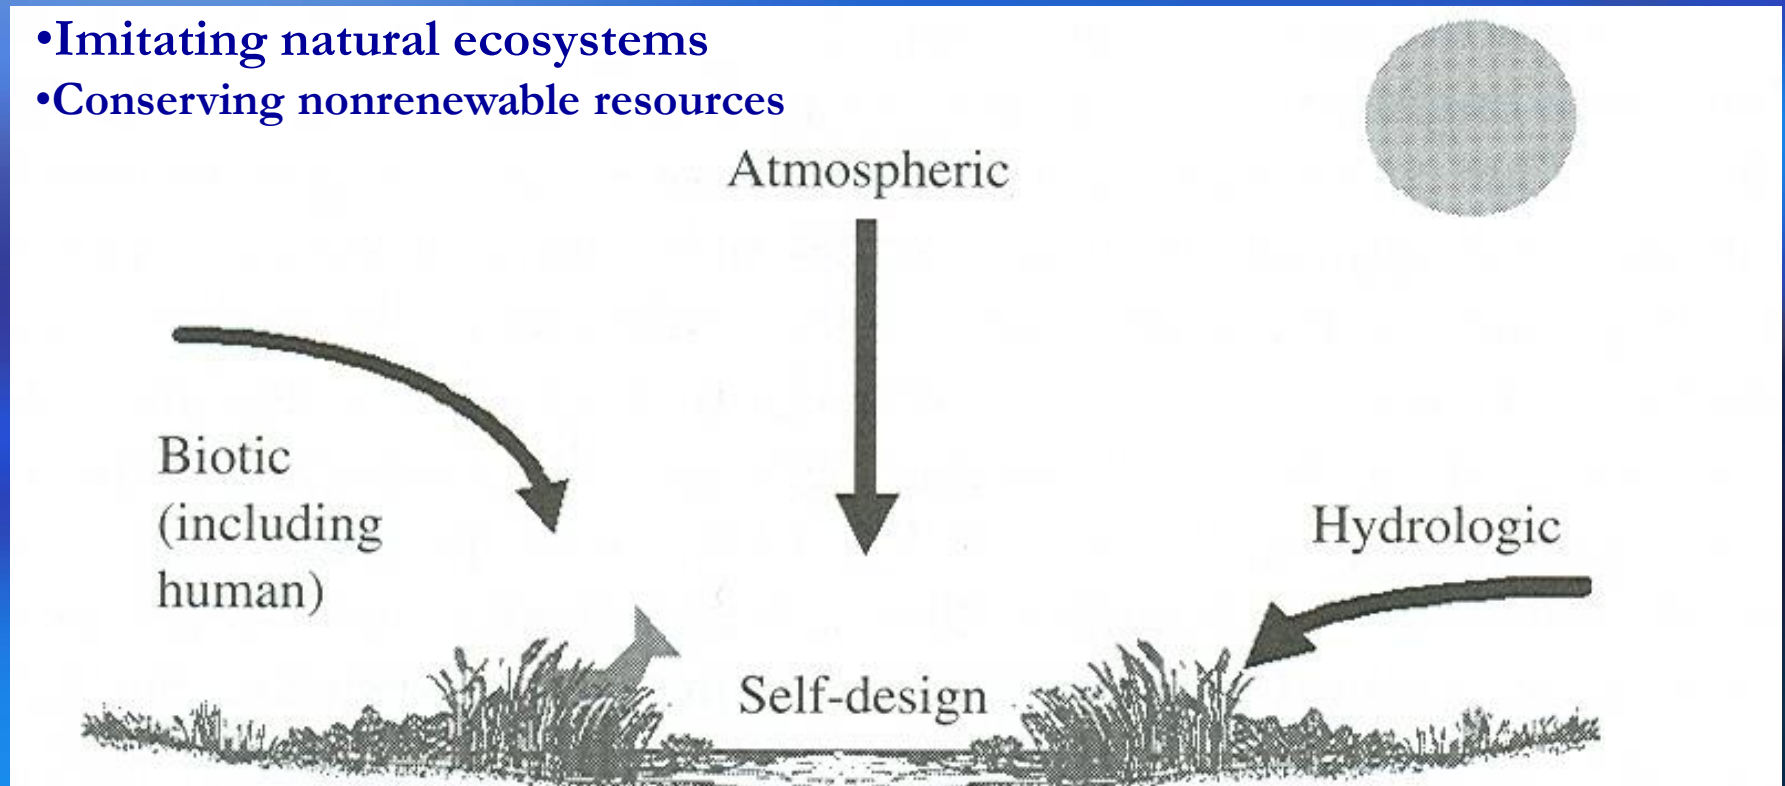 •Imitating natural ecosystems
•Conserving nonrenewable resources
Atmospheric
Biotic
(including
human)
Hydrologic
Self-design